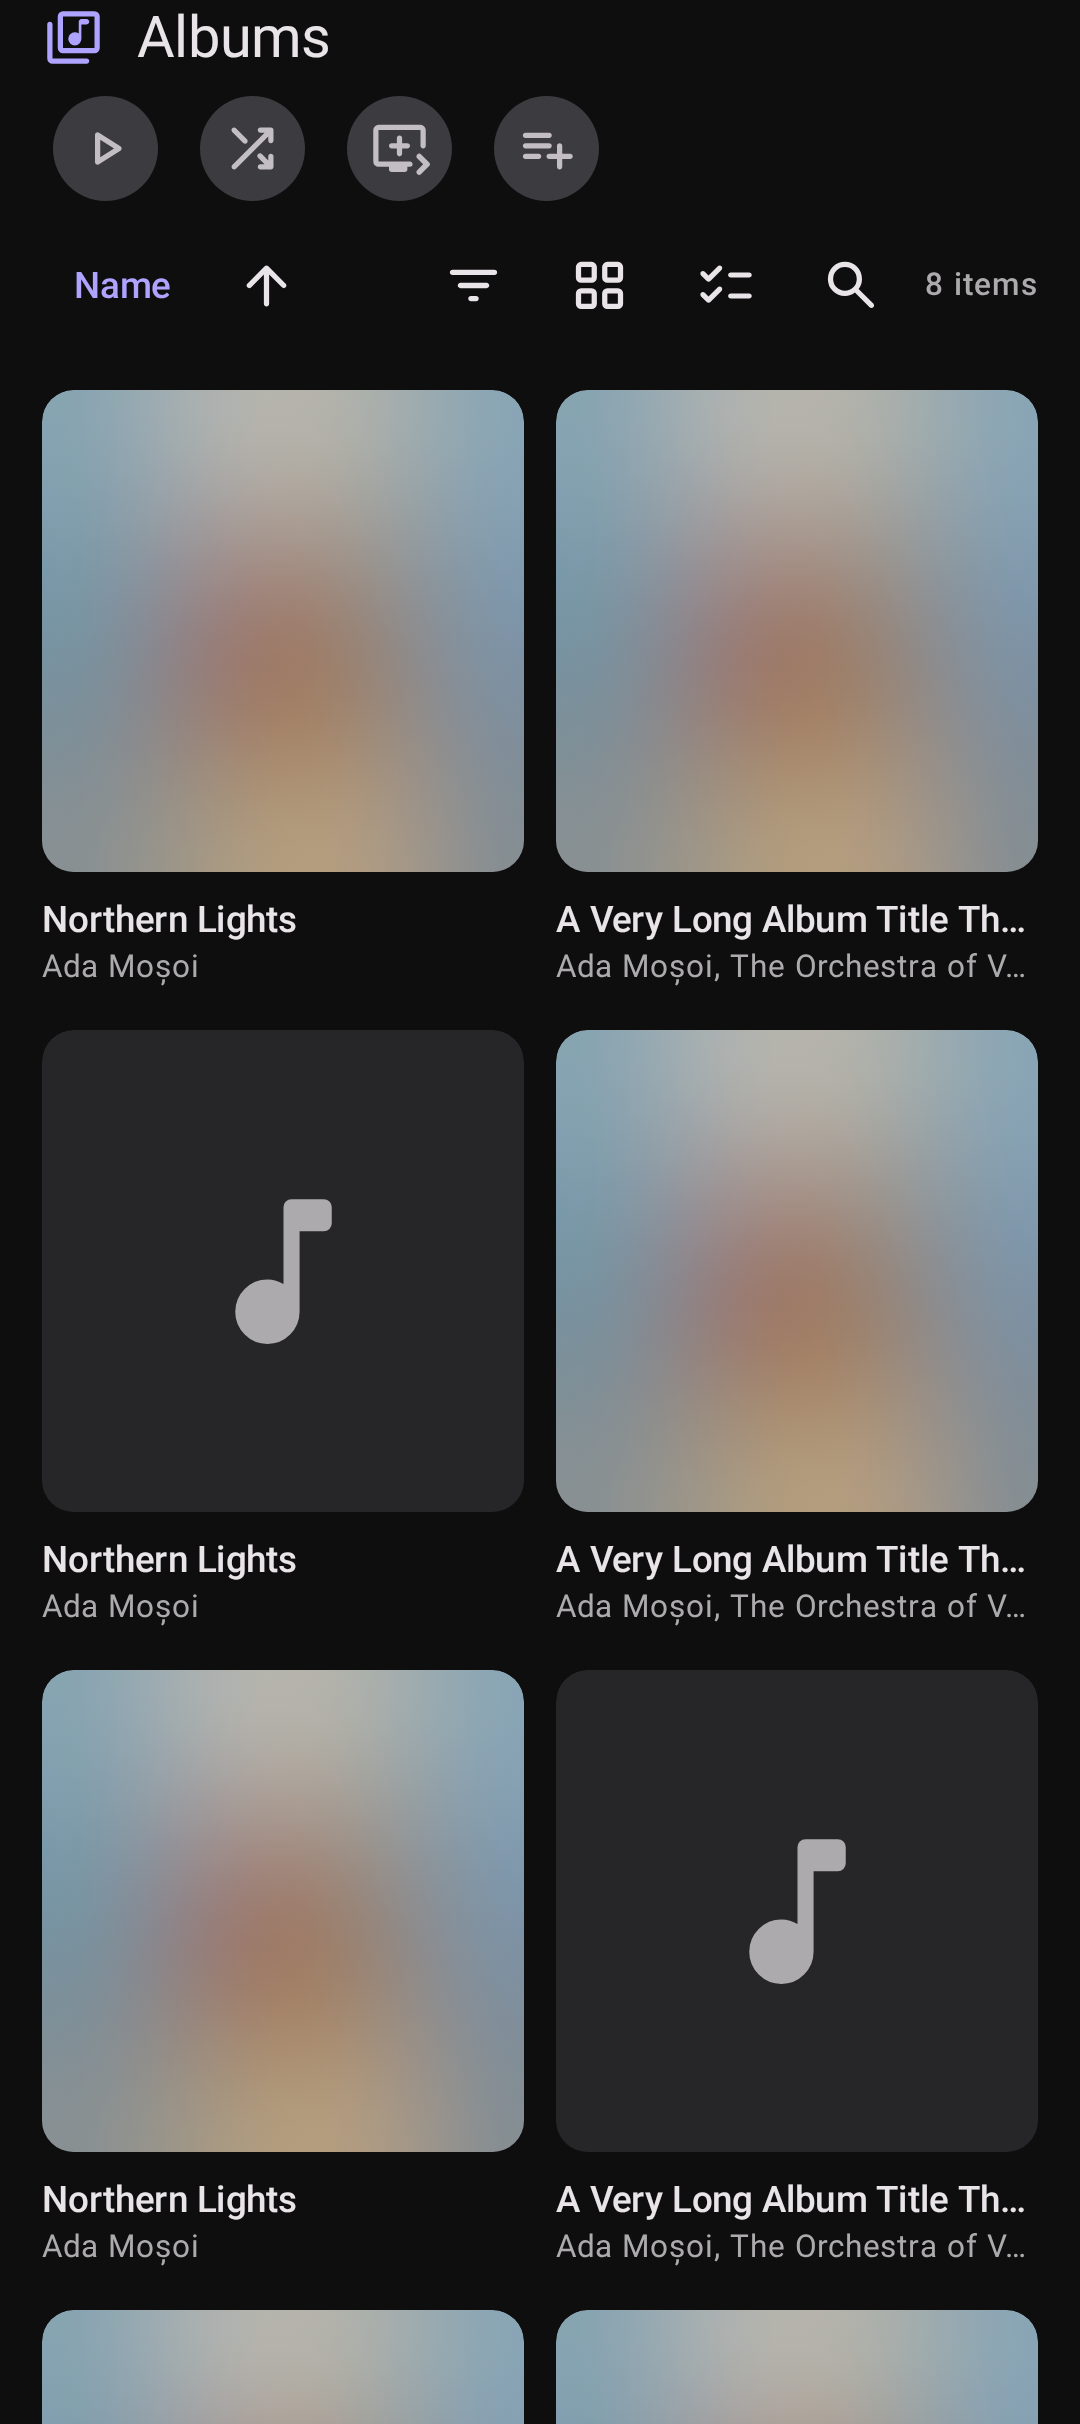 Albums
Name
8 items
Northern Lights
Ada Moșoi
A Very Long Album Title Th...
Ada Moșoi, The Orchestra of V...
Northern Lights
Ada Moșoi
A Very Long Album Title Th...
Ada Moșoi, The Orchestra of V...
Northern Lights
Ada Moșoi
A Very Long Album Title Th...
Ada Moșoi, The Orchestra of V...